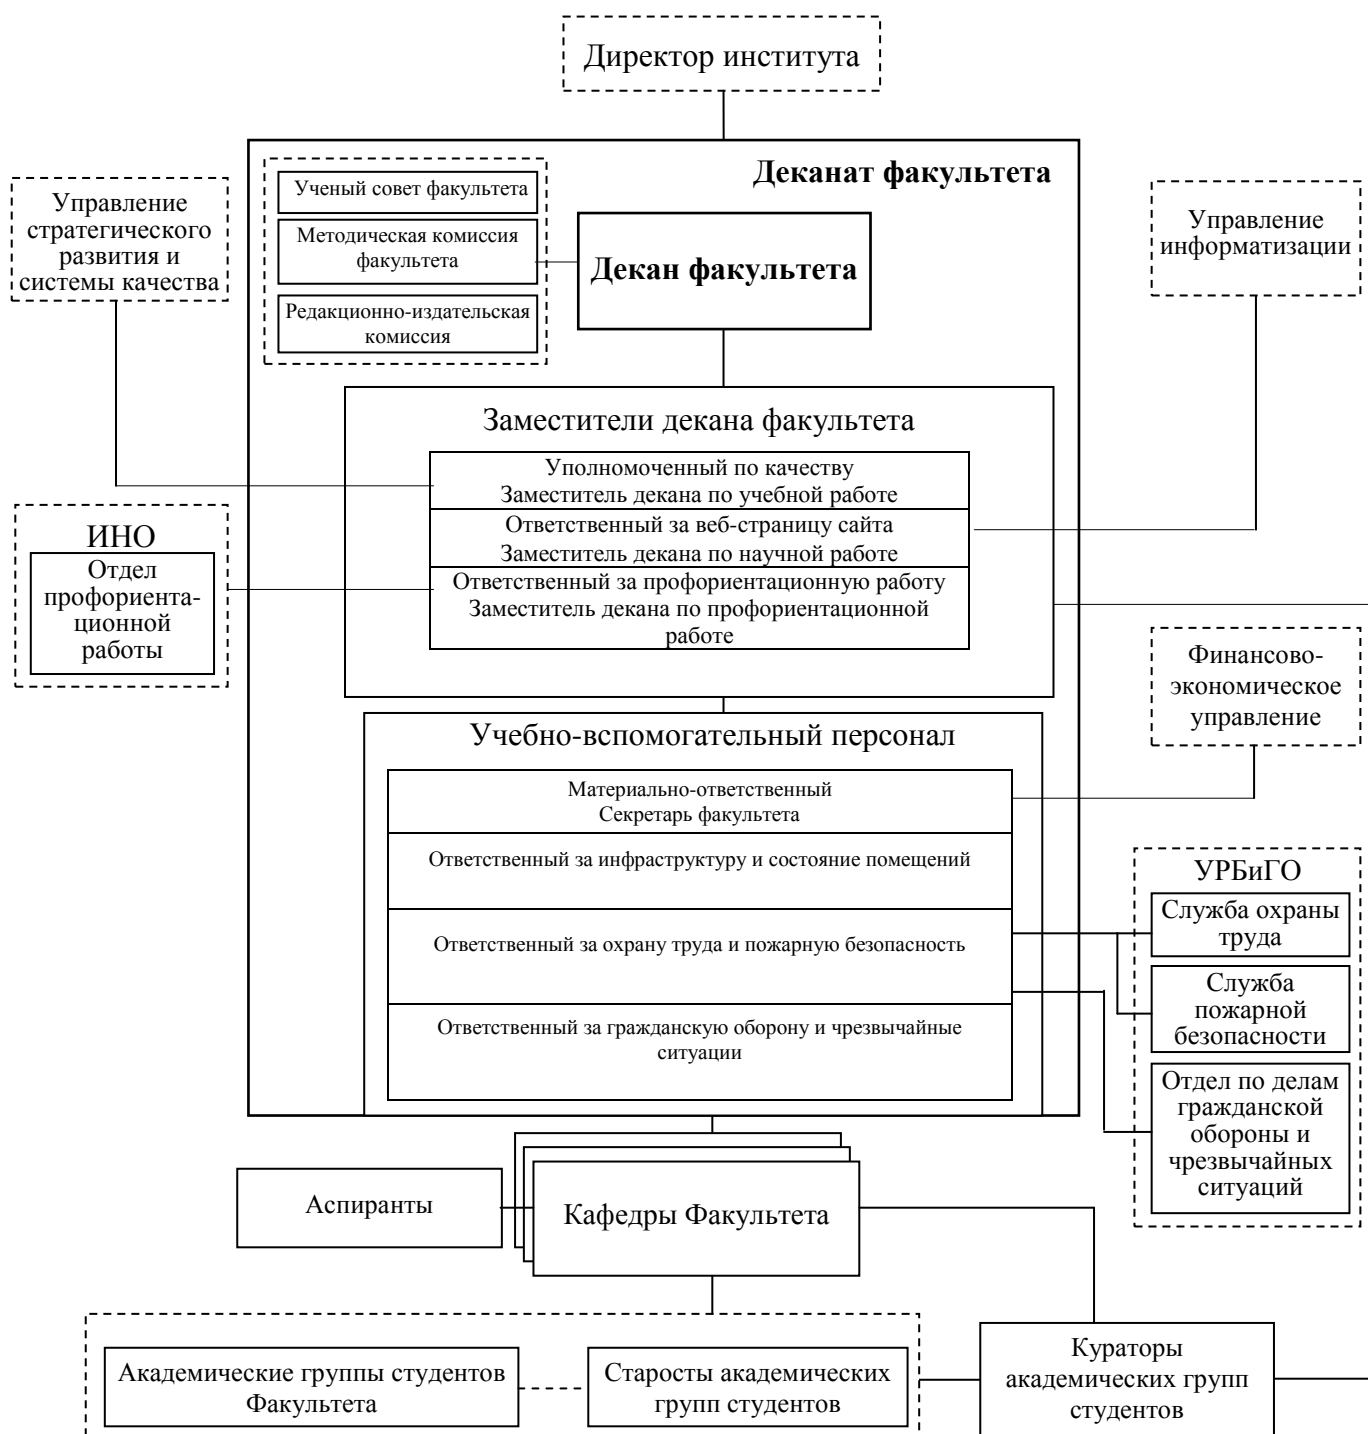 Директор института
Деканат факультета
Ученый совет факультета
Методическая комиссия
факультета
Редакционно-издательская
комиссия
Декан факультета
Управление
стратегического
развития и
системы качества
Управление
информатизации
Заместители декана факультета
Уполномоченный по качеству
Заместитель декана по учебной работе
Ответственный за веб-страницу сайта
Заместитель декана по научной работе
Ответственный за профориентационную работу
Заместитель декана по профориентационной
работе
ИНО
Отдел
профориента-
ционной
работы
Финансово-
экономическое
управление
Учебно-вспомогательный персонал
Материально-ответственный
Секретарь факультета
Ответственный за инфраструктуру и состояние помещений
Ответственный за охрану труда и пожарную безопасность
Ответственный за гражданскую оборону и чрезвычайные
ситуации
УРБиГО
Служба охраны
труда
Служба
пожарной
безопасности
Отдел по делам
гражданской
обороны и
чрезвычайных
ситуаций
Аспиранты
Кафедры Факультета
Академические группы студентов
Факультета
Старосты академических
групп студентов
Кураторы
академических групп
студентов